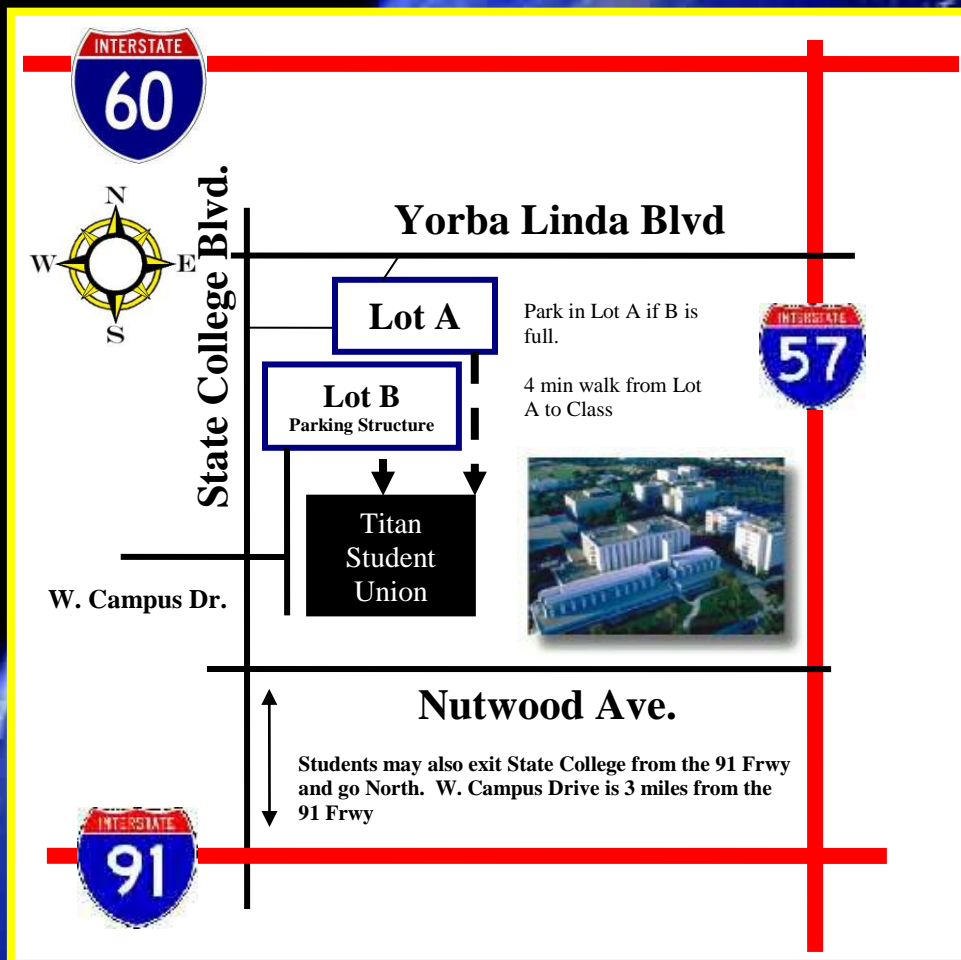 INTERSTATE
60
N
W
E
S
State College Blvd.
Yorba Linda Blvd
Lot A
Park in Lot A if B is
full.
4 min walk from Lot
A to Class
INTERSTATE
57
Lot B
Parking Structure
Titan
Student
Union
W. Campus Dr.
Nutwood Ave.
Students may also exit State College from the 91 Frwy
and go North.  W. Campus Drive is 3 miles from the
91 Frwy
INTERSTATE
91